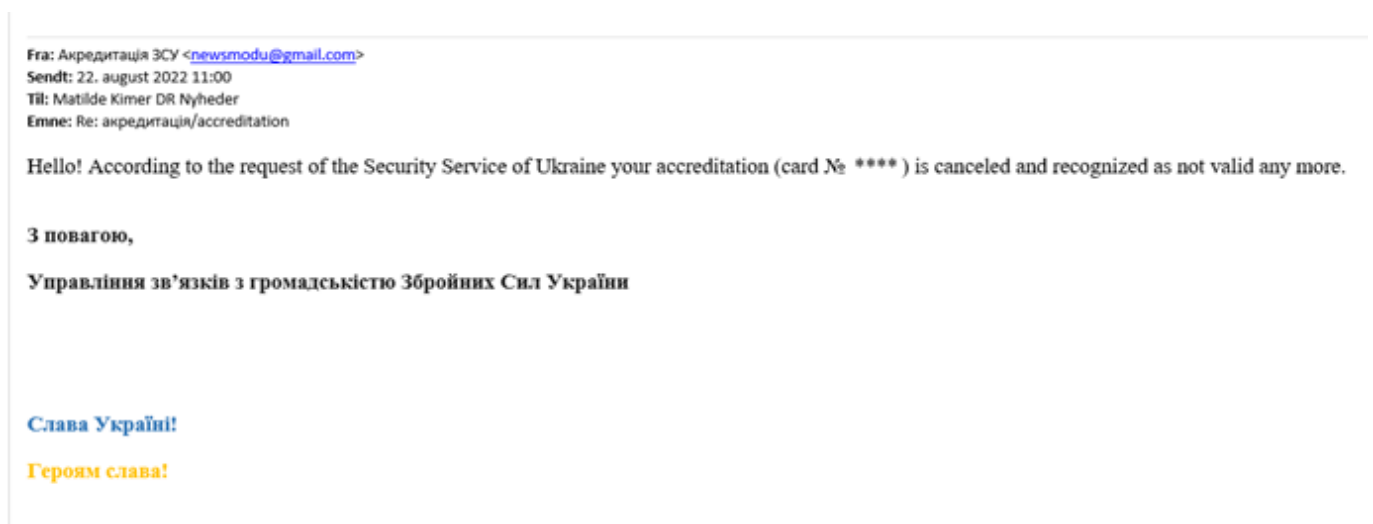 Fra: Акредитація ЗСУ <newsmodu@gmail.com>
Sendt: 22. august 2022 11:00
Til: Matilde Kimer DR Nyheder
Emne: Re: акредитація/accreditation
Hello! According to the request of the Security Service of Ukraine your accreditation (card № **** ) is canceled and recognized as not valid any more.
З повагою,
Управління зв’язків з громадськістю Збройних Сил України
Слава Україні!
Героям слава!